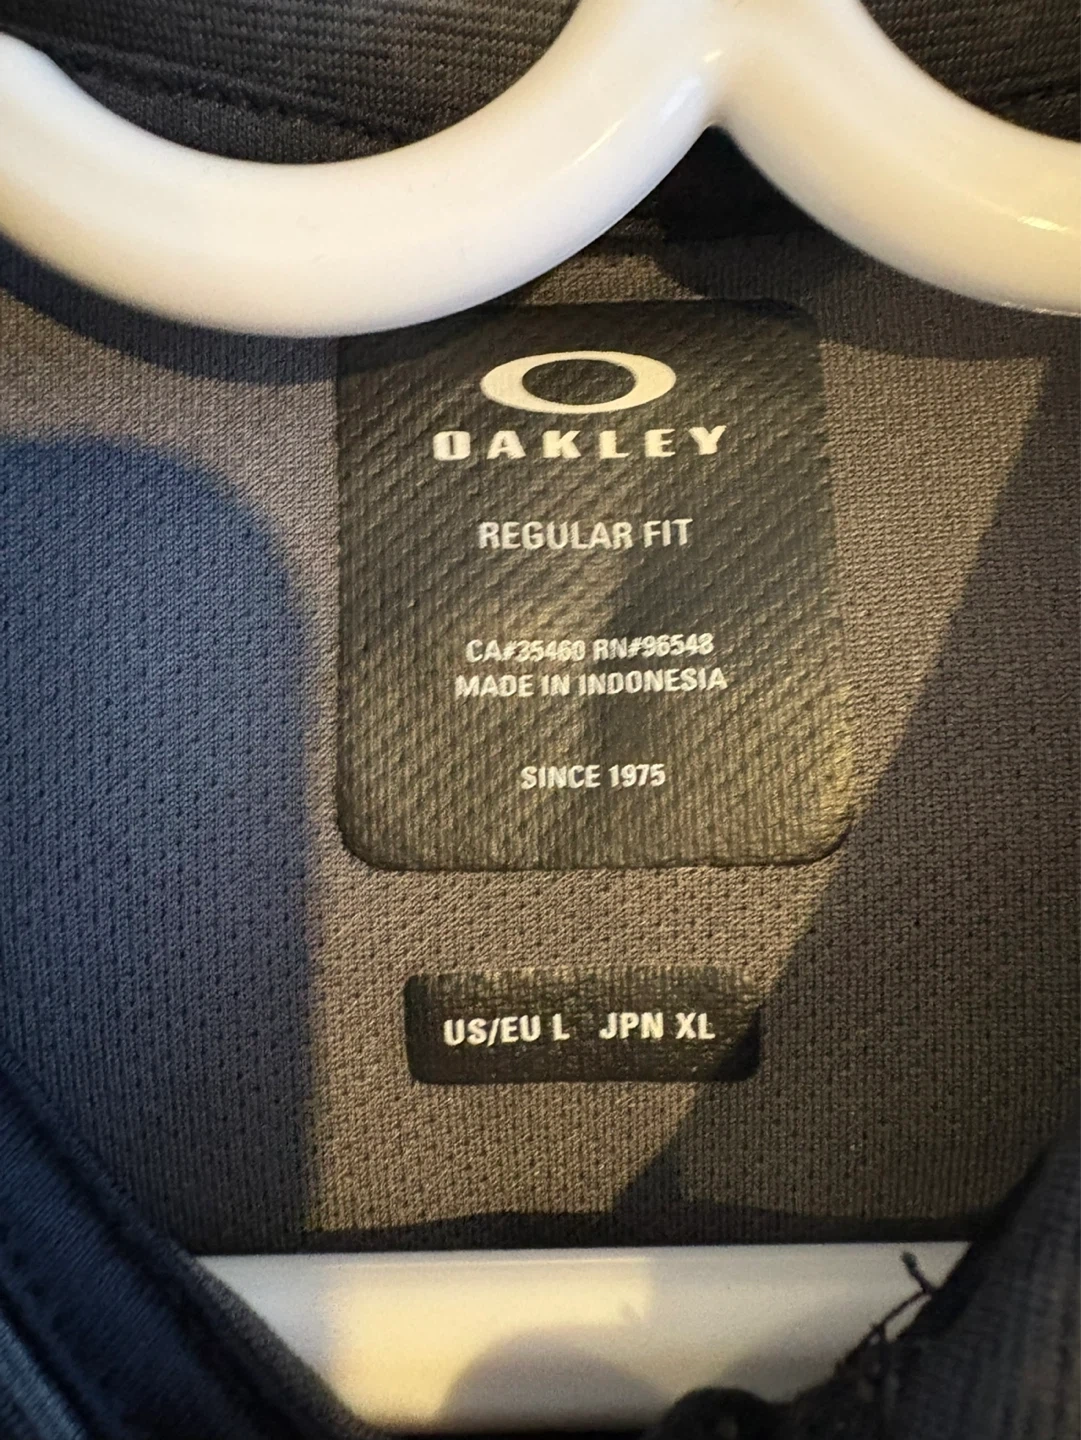 OAKLEY
REGULAR FIT
CA#35460 RN#96548
MADE IN INDONESIA
SINCE 1975
US/EU L JPN XL